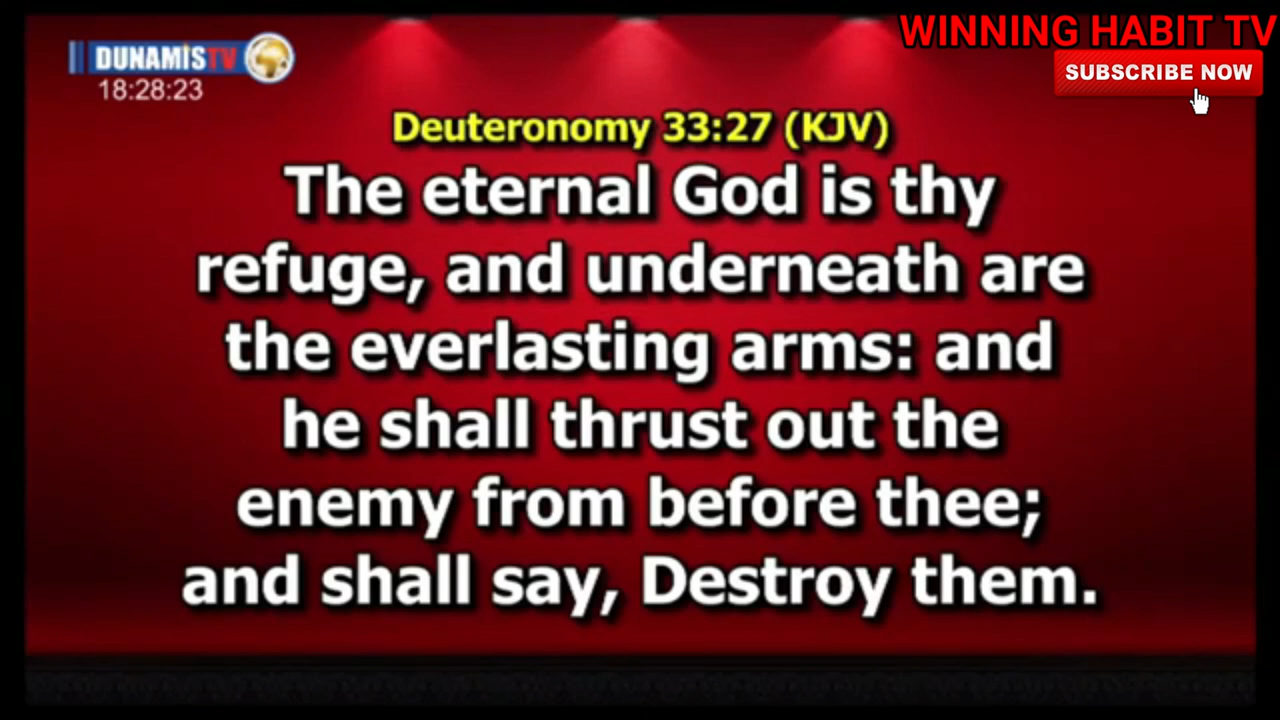 WINNING HABIT TV
DUNAMIS TV
SUBSCRIBE NOW
18:28:23
Deuteronomy 33:27 (KJV)
The eternal God is thy
refuge, and underneath are
the everlasting arms: and
he shall thrust out the
enemy from before thee;
and shall say, Destroy them.